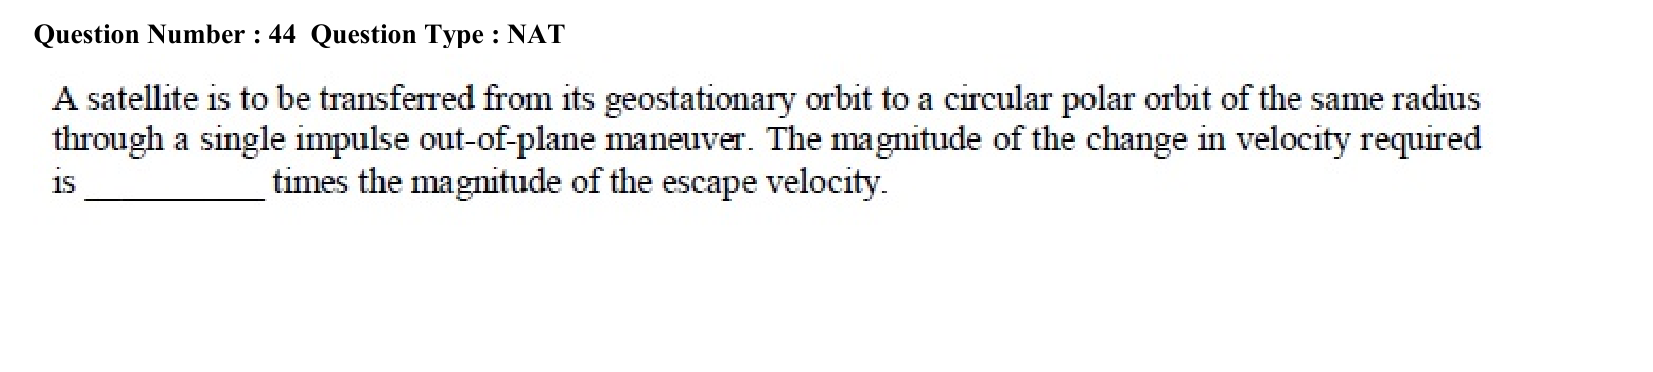 Question Number : 44 Question Type : NAT
A satellite is to be transferred from its geostationary orbit to a circular polar orbit of the same radius
through a single impulse out-of-plane maneuver. The magnitude of the change in velocity required
is __________ times the magnitude of the escape velocity.